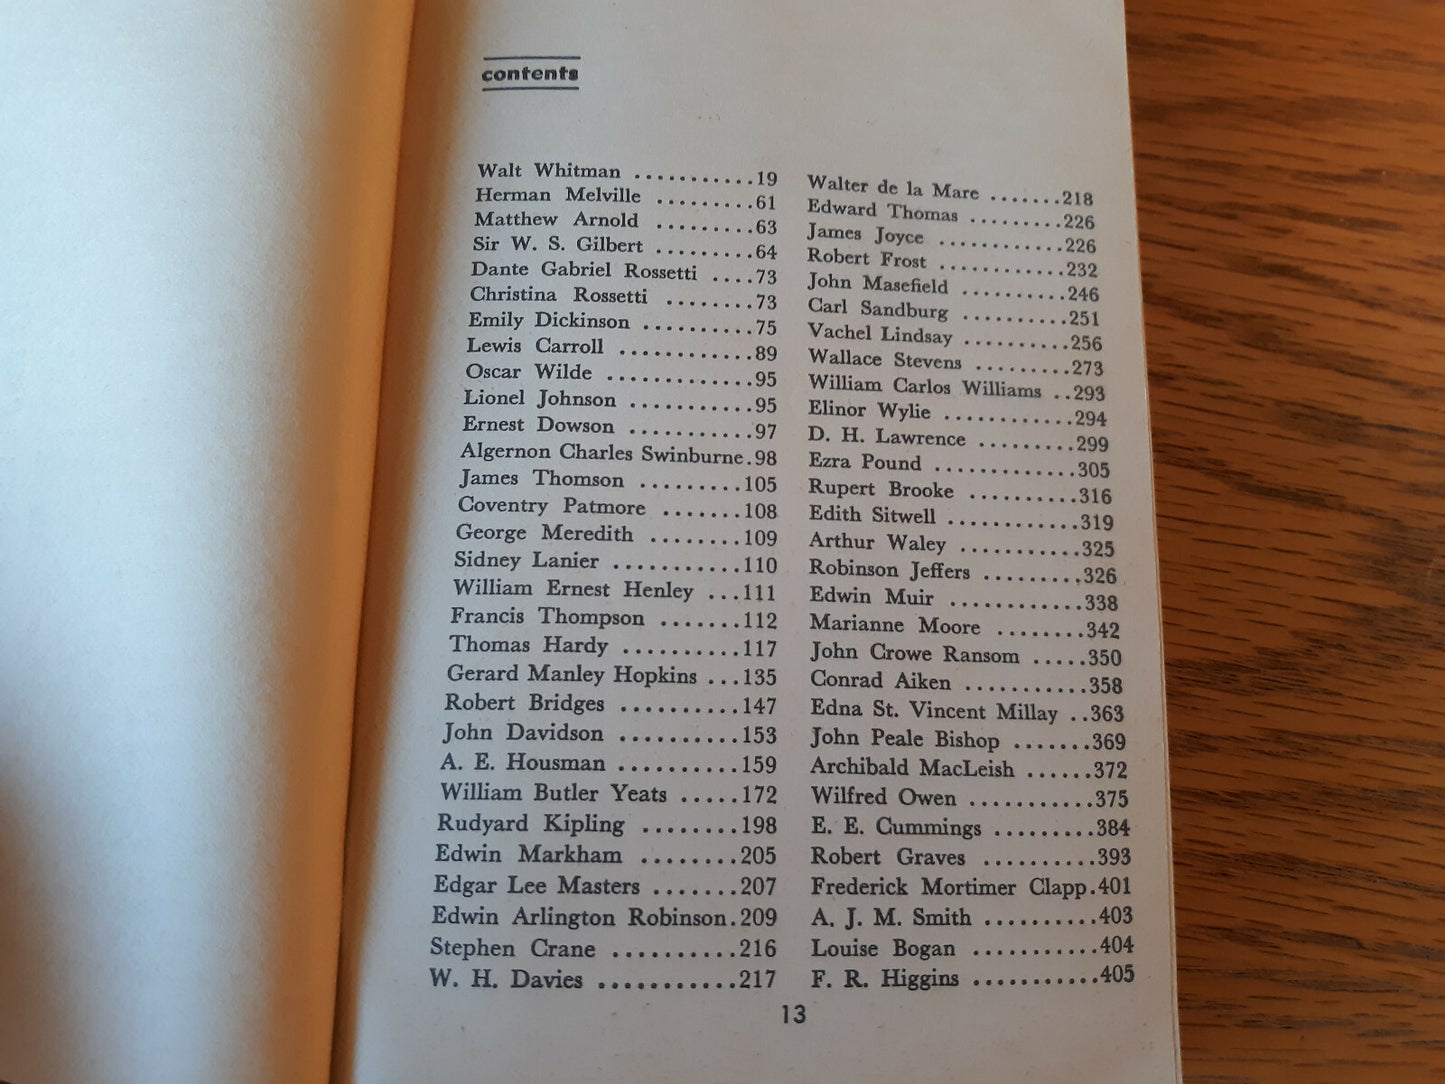 contents
Walt Whitman ...........19
Herman Melville .........61
Matthew Arnold .........63
Sir W. S. Gilbert .........64
Dante Gabriel Rossetti ....73
Christina Rossetti ........73
Emily Dickinson ..........75
Lewis Carroll ............89
Oscar Wilde .............95
Lionel Johnson ...........95
Ernest Dowson ...........97
Algernon Charles Swinburne.98
James Thomson .........105
Coventry Patmore .......108
George Meredith ........109
Sidney Lanier ...........110
William Ernest Henley ...111
Francis Thompson .......112
Thomas Hardy ..........117
Gerard Manley Hopkins ...135
Robert Bridges ..........147
John Davidson ..........153
A. E. Housman ..........159
William Butler Yeats .....172
Rudyard Kipling ........198
Edwin Markham ........205
Edgar Lee Masters .......207
Edwin Arlington Robinson.209
Stephen Crane ..........216
W. H. Davies ...........217
Walter de la Mare .......218
Edward Thomas .........226
James Joyce ............226
Robert Frost ............232
John Masefield ..........246
Carl Sandburg ..........251
Vachel Lindsay ..........256
Wallace Stevens .........273
William Carlos Williams ..293
Elinor Wylie ............294
D. H. Lawrence .........299
Ezra Pound .............305
Rupert Brooke ..........316
Edith Sitwell ............319
Arthur Waley ...........325
Robinson Jeffers .........326
Edwin Muir ............338
Marianne Moore ........342
John Crowe Ransom .....350
Conrad Aiken ...........358
Edna St. Vincent Millay ..363
John Peale Bishop .......369
Archibald MacLeish ......372
Wilfred Owen ...........375
E. E. Cummings .........384
Robert Graves ..........393
Frederick Mortimer Clapp.401
A. J. M. Smith ..........403
Louise Bogan ...........404
F. R. Higgins ...........405
13